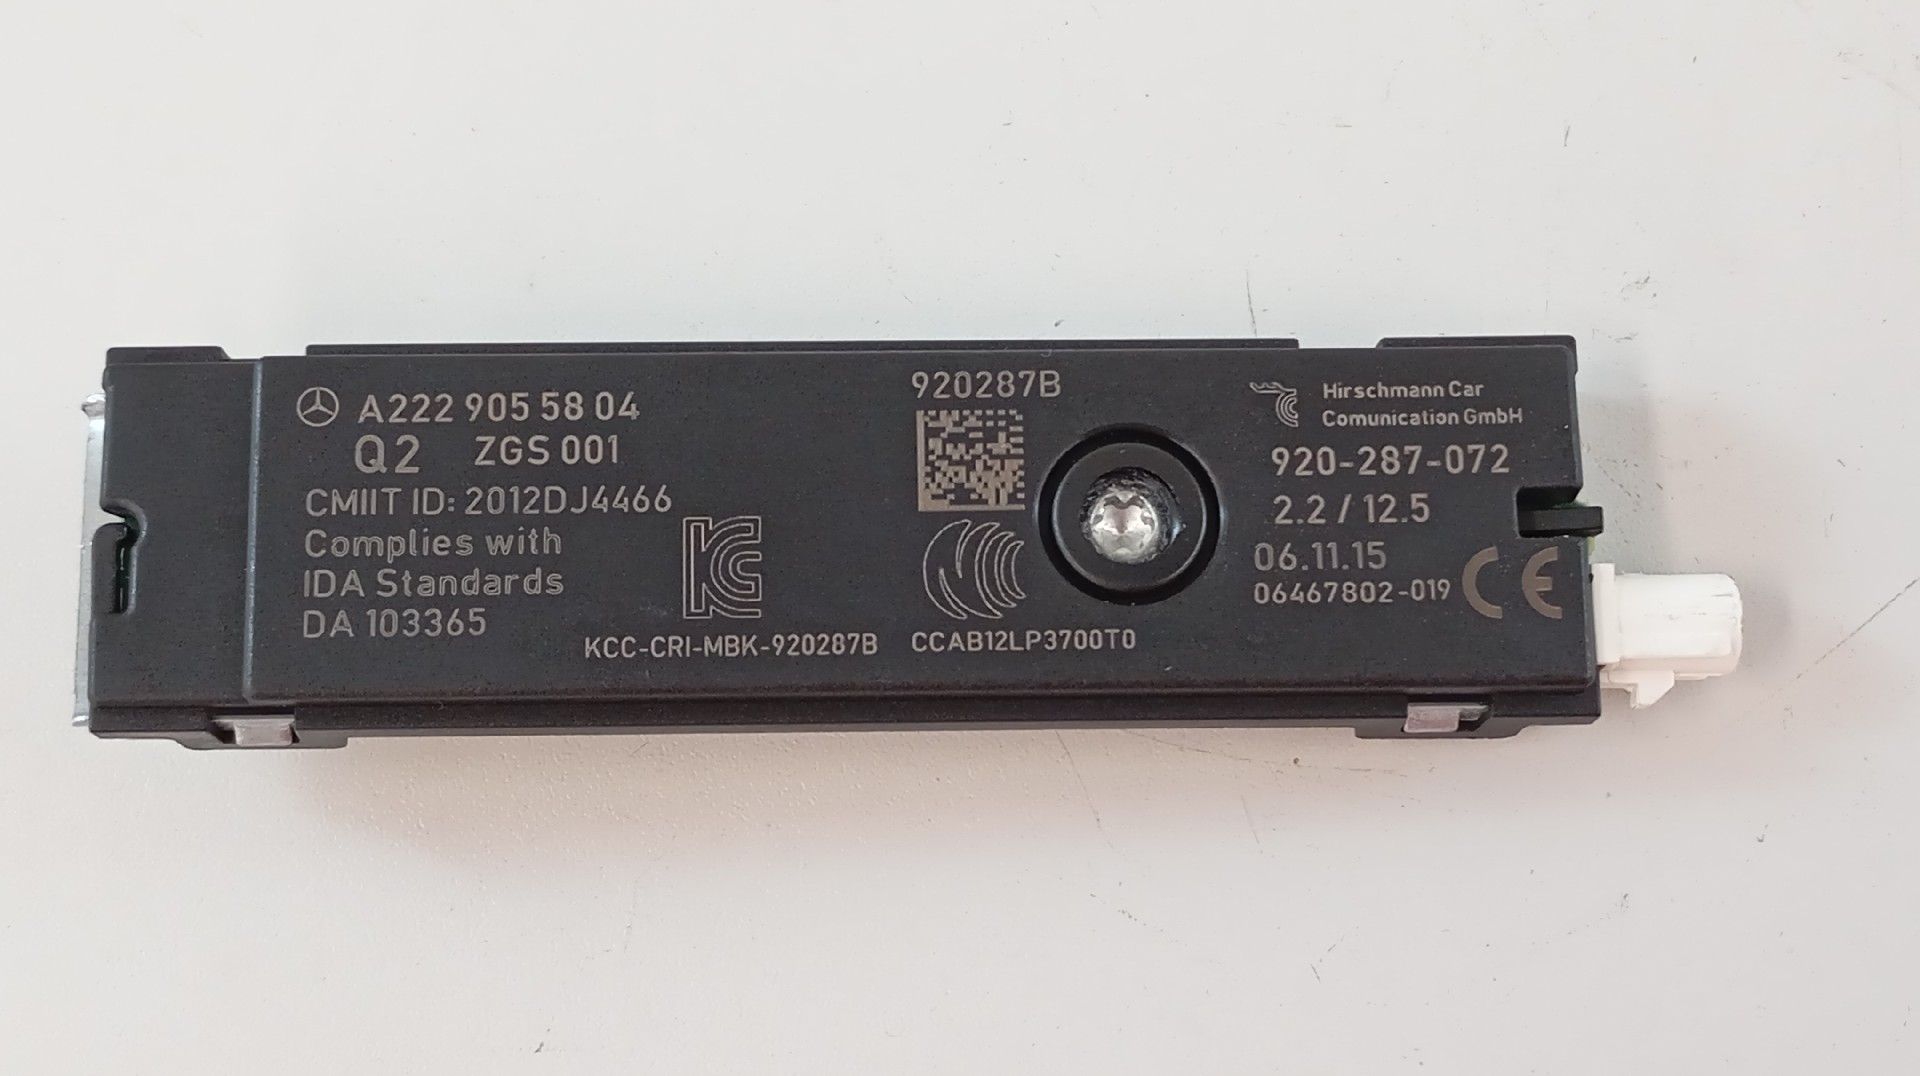 A222 905 58 04
Q2 ZGS 001
CMIIT ID: 2012DJ4466
Complies with
IDA Standards
DA 103365
KC
KCC-CRI-MBK-920287B
920287B
CCAB12LP3700T0
Hirschmann Car
Comunication GmbH
920-287-072
2.2 / 12.5
06.11.15
06467802-019
CE